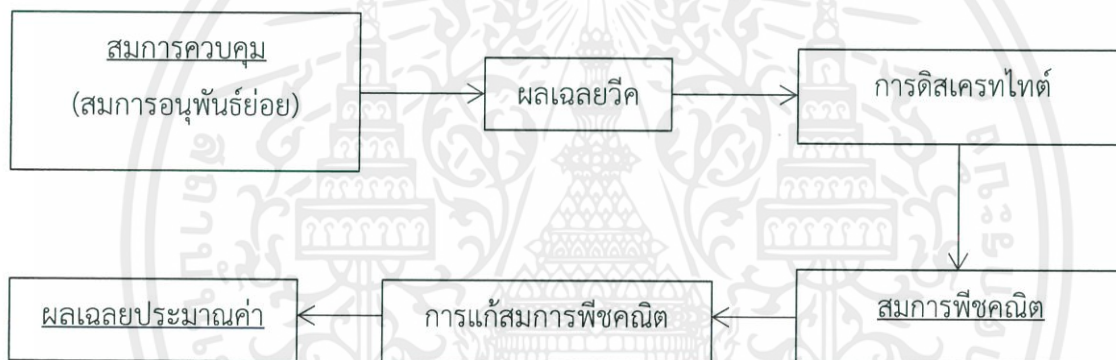 สมการควบคุม
(สมการอนุพันธ์ย่อย)
ผลเฉลยวีค
การดิสเครทไทต์
สมการพีชคณิต
การแก้สมการพีชคณิต
ผลเฉลยประมาณค่า